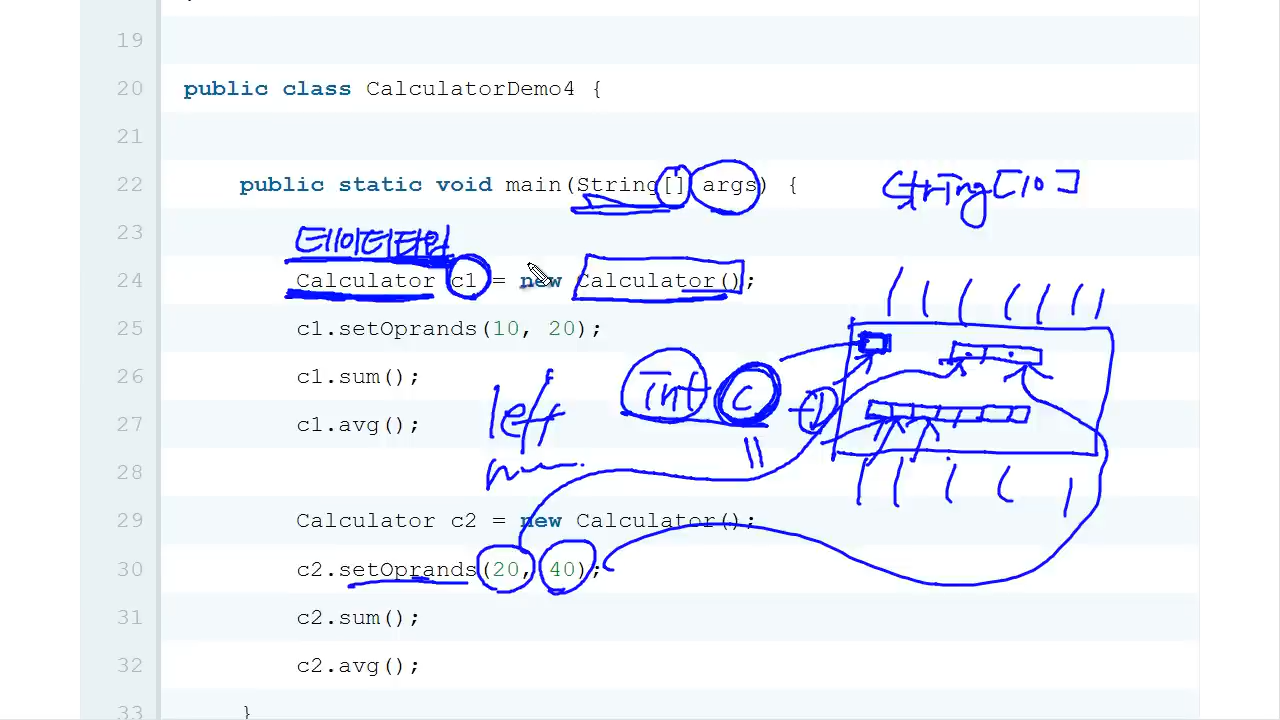 19
20 public class CalculatorDemo4 {
21
22 public static void main(String[] args) { String[10]
23 데이터타입
24 Calculator c1 = new Calculator();
25 c1.setOprands(10, 20);
26 c1.sum(); int c
27 c1.avg(); left
28
29 Calculator c2 = new Calculator();
30 c2.setOprands(20, 40);
31 c2.sum();
32 c2.avg();
33 }